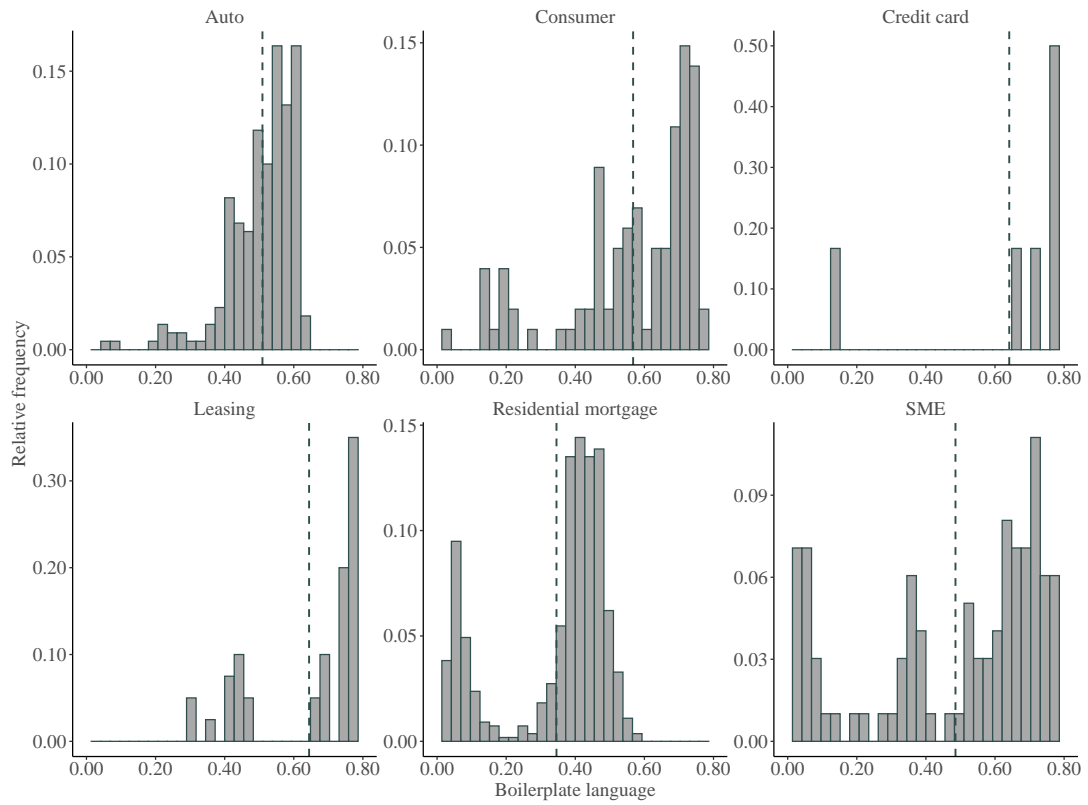 Auto
Consumer
Credit card
0.15
0.10
0.05
0.00
0.00 0.20 0.40 0.60 0.80
0.15
0.10
0.05
0.00
0.00 0.20 0.40 0.60 0.80
0.50
0.40
0.30
0.20
0.10
0.00
0.00 0.20 0.40 0.60 0.80
Relative frequency
Leasing
Residential mortgage
SME
0.30
0.20
0.10
0.00
0.00 0.20 0.40 0.60 0.80
0.15
0.10
0.05
0.00
0.00 0.20 0.40 0.60 0.80
0.09
0.06
0.03
0.00
0.00 0.20 0.40 0.60 0.80
Boilerplate language